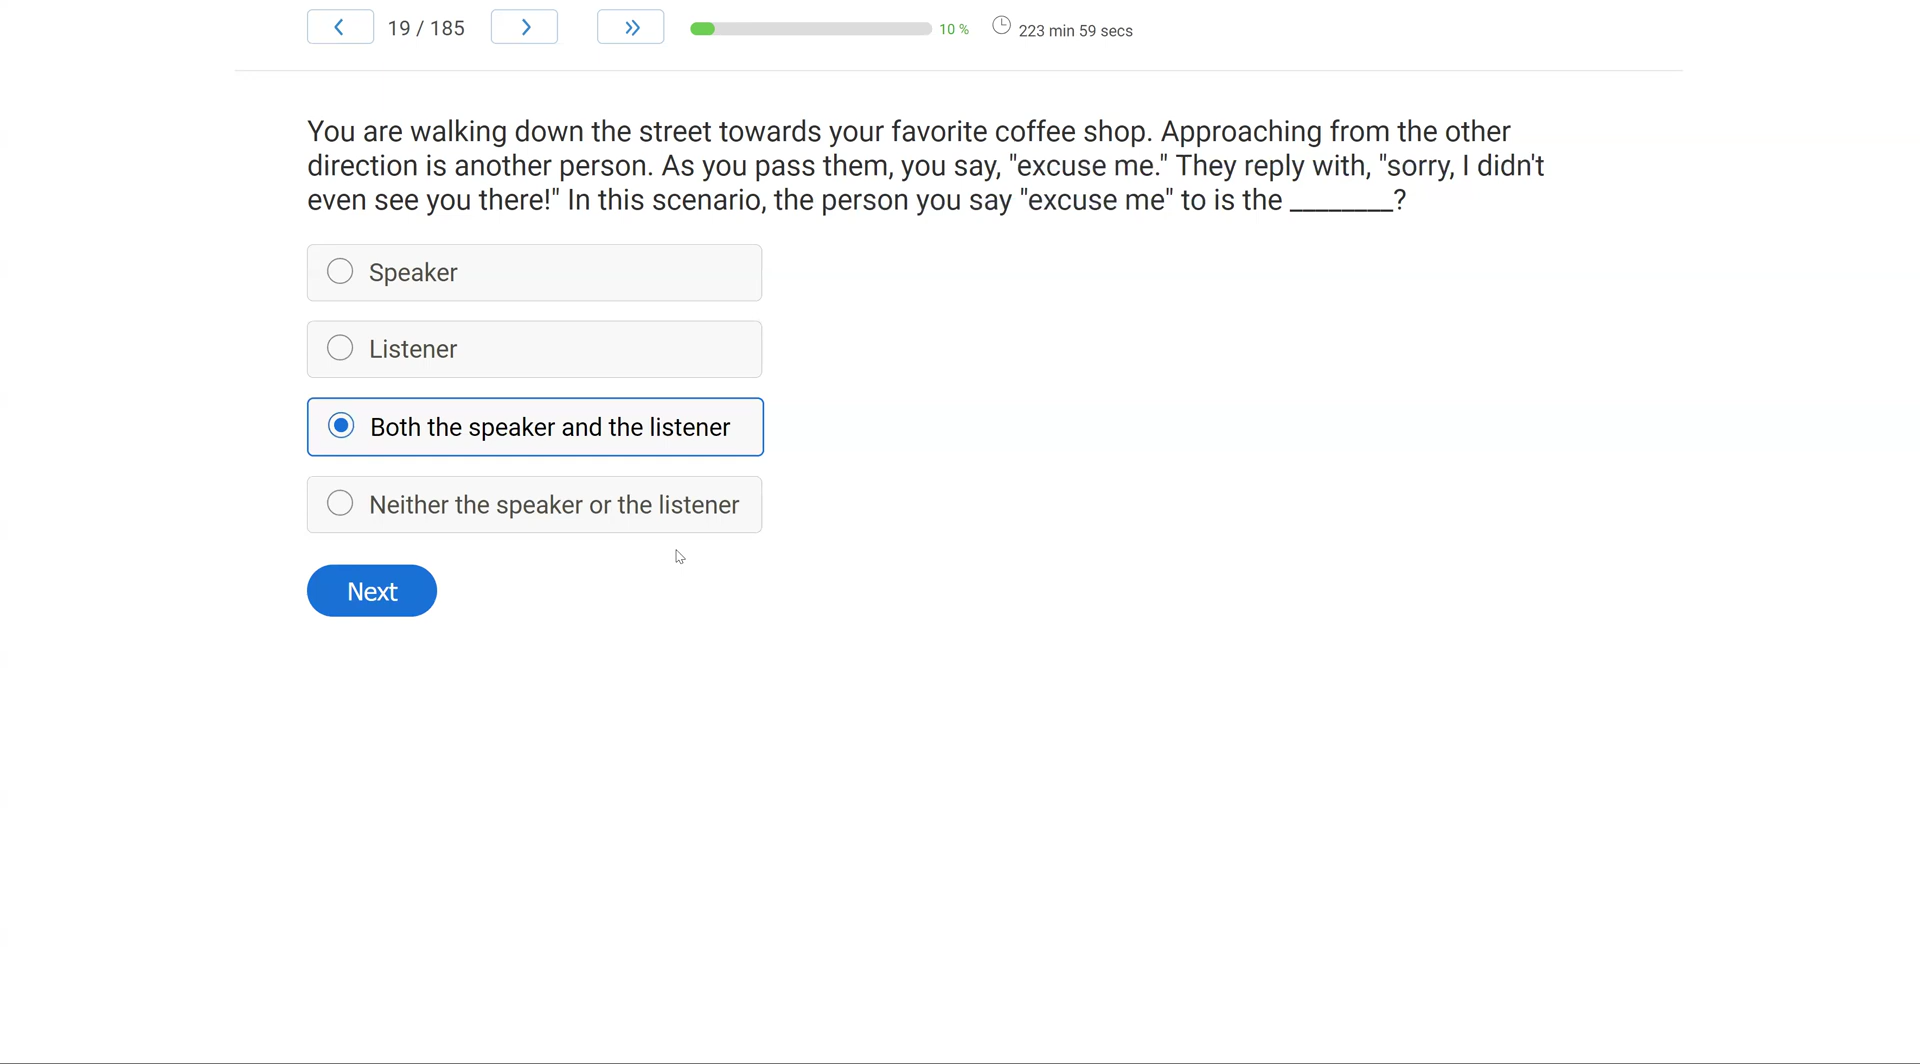 19 / 185
10 %
223 min 59 secs
You are walking down the street towards your favorite coffee shop. Approaching from the other
direction is another person. As you pass them, you say, "excuse me." They reply with, "sorry, I didn't
even see you there!" In this scenario, the person you say "excuse me" to is the ________?
Speaker
Listener
Both the speaker and the listener
Neither the speaker or the listener
Next